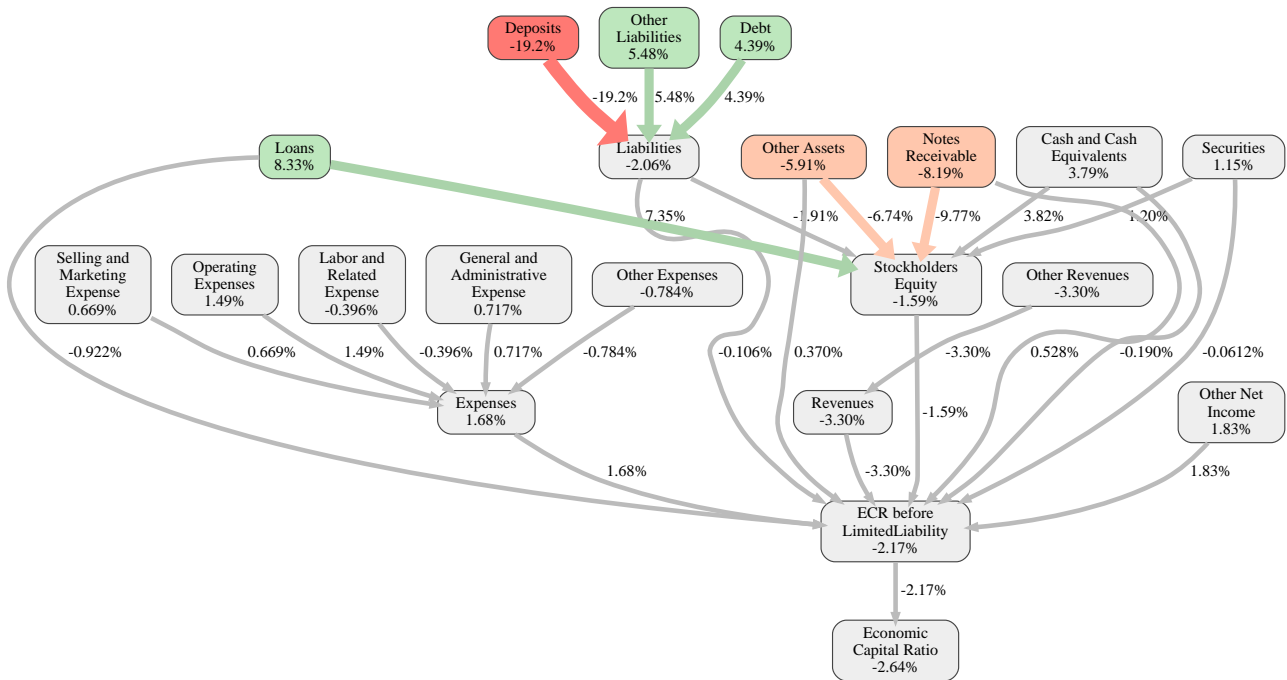 Deposits
-19.2%
Other
Liabilities
5.48%
Debt
4.39%
-19.2%
5.48%
4.39%
Loans
8.33%
Liabilities
-2.06%
Other Assets
-5.91%
Notes
Receivable
-8.19%
Cash and Cash
Equivalents
3.79%
Securities
1.15%
7.35%
-1.91%
-6.74%
-9.77%
3.82%
1.20%
Selling and
Marketing
Expense
0.669%
Operating
Expenses
1.49%
Labor and
Related
Expense
-0.396%
General and
Administrative
Expense
0.717%
Other Expenses
-0.784%
Stockholders
Equity
-1.59%
Other Revenues
-3.30%
-0.922%
0.669%
1.49%
-0.396%
0.717%
-0.784%
-0.106%
0.370%
-3.30%
0.528%
-0.190%
-0.0612%
Expenses
1.68%
Revenues
-3.30%
-1.59%
Other Net
Income
1.83%
1.68%
-3.30%
1.83%
ECR before
LimitedLiability
-2.17%
-2.17%
Economic
Capital Ratio
-2.64%